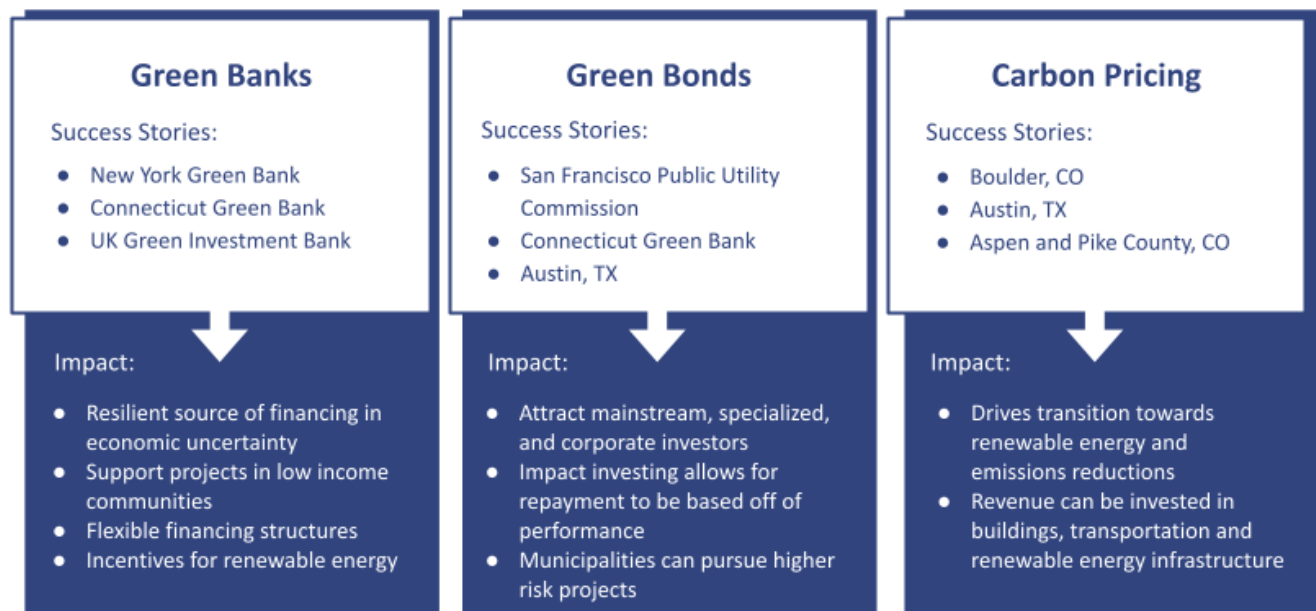 Green Banks
Success Stories:
● New York Green Bank
● Connecticut Green Bank
● UK Green Investment Bank
Impact:
● Resilient source of financing in
economic uncertainty
● Support projects in low income
communities
● Flexible financing structures
● Incentives for renewable energy
Green Bonds
Success Stories:
● San Francisco Public Utility
Commission
● Connecticut Green Bank
● Austin, TX
Impact:
● Attract mainstream, specialized,
and corporate investors
● Impact investing allows for
repayment to be based off of
performance
● Municipalities can pursue higher
risk projects
Carbon Pricing
Success Stories:
● Boulder, CO
● Austin, TX
● Aspen and Pike County, CO
Impact:
● Drives transition towards
renewable energy and
emissions reductions
● Revenue can be invested in
buildings, transportation and
renewable energy infrastructure